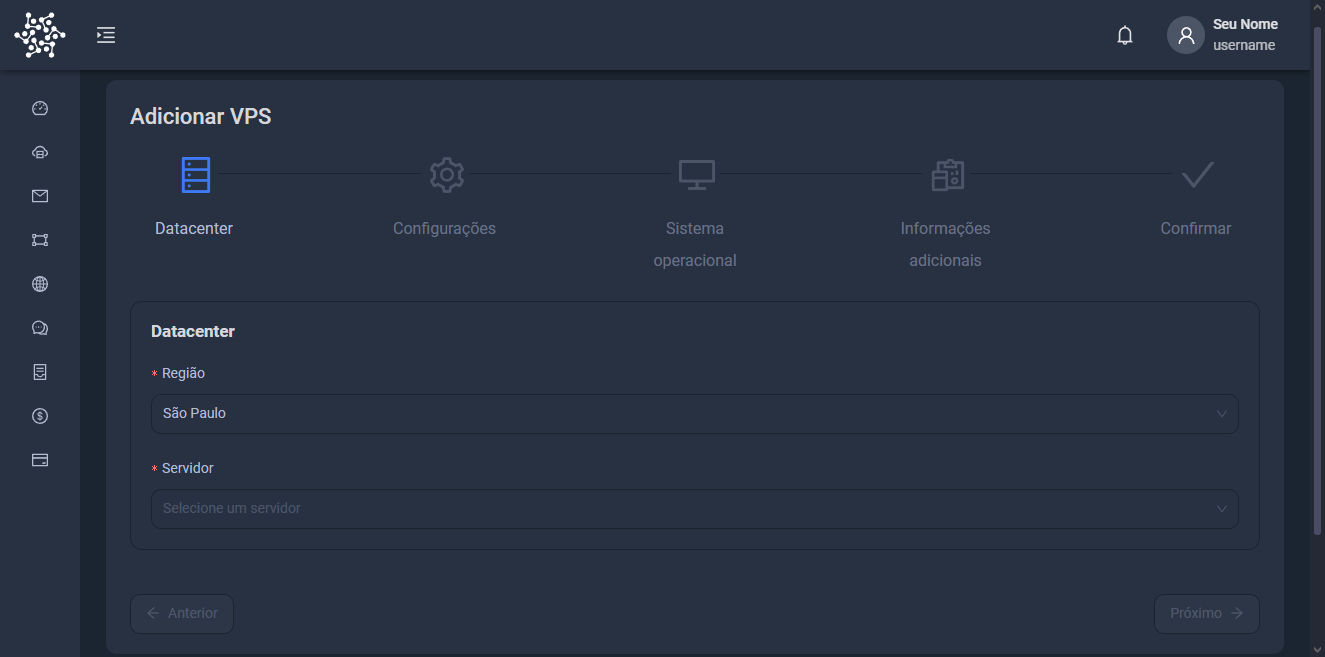 Seu Nome
username
Adicionar VPS
Datacenter
Configurações
Sistema
operacional
Informações
adicionais
Confirmar
Datacenter
* Região
São Paulo
* Servidor
Selecione um servidor
Anterior
Próximo